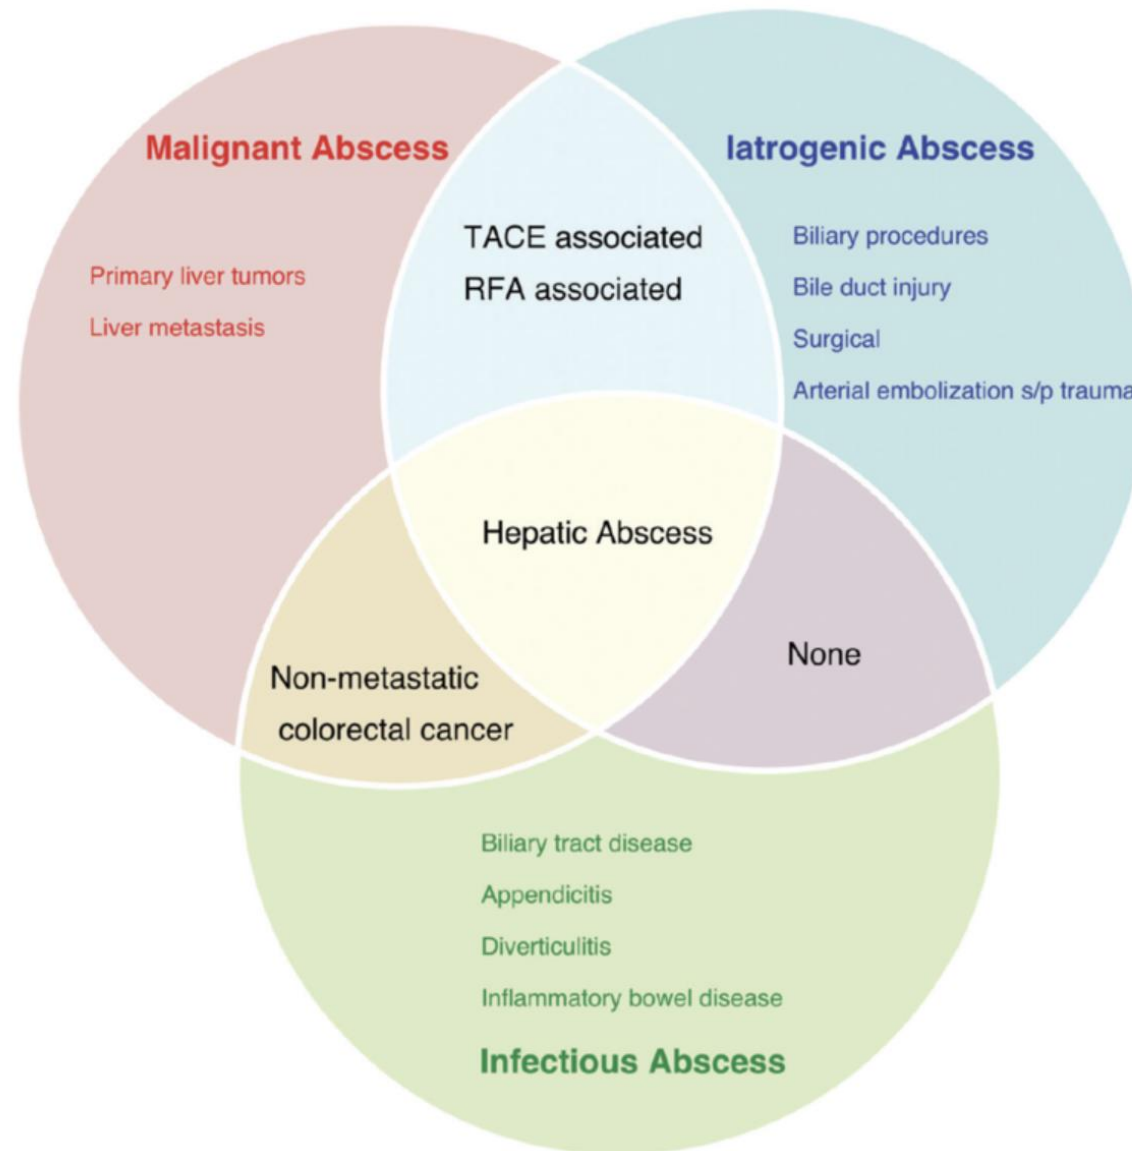 Malignant Abscess
Primary liver tumors
Liver metastasis
TACE associated
RFA associated
Iatrogenic Abscess
Biliary procedures
Bile duct injury
Surgical
Arterial embolization s/p trauma
Hepatic Abscess
Non-metastatic
colorectal cancer
None
Biliary tract disease
Appendicitis
Diverticulitis
Inflammatory bowel disease
Infectious Abscess